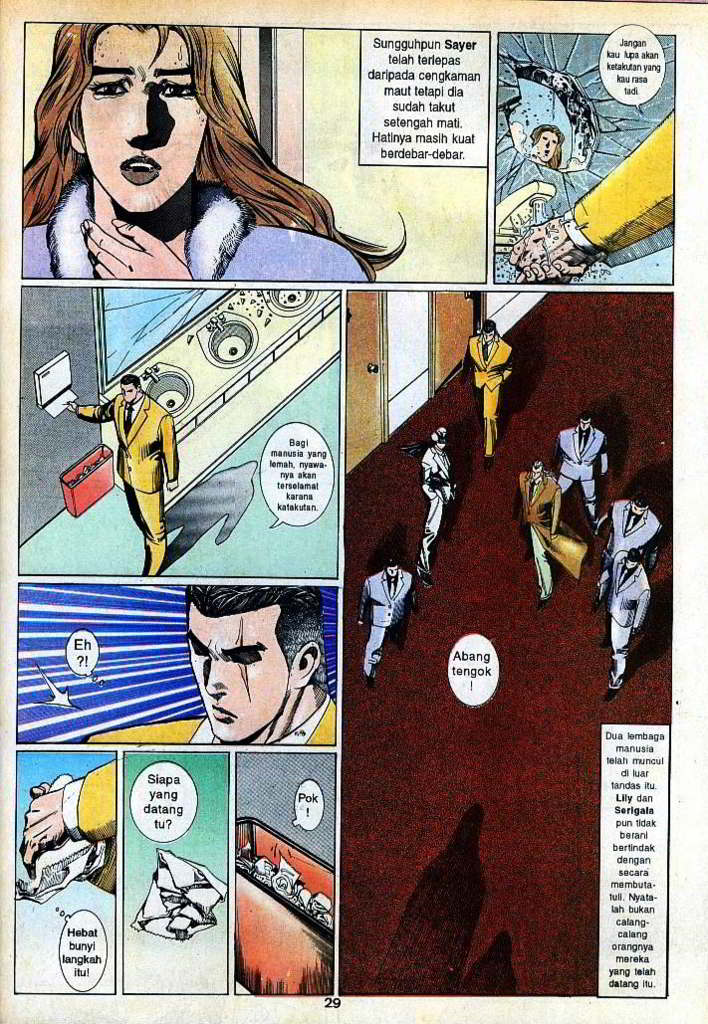 Sungguhpun Sayer
telah terlepas
daripada cengkaman
maut tetapi dia
sudah takut
setengah mati.
Hatinya masih kuat
berdebar-debar.
Jangan
kau lupa akan
ketakutan yang
kau rasa
tadi.
Bagi
manusia yang
lemah, nyawa-
nya akan
terselamat
karana
katakutan.
Eh
?!
Hebat
bunyi
langkah
itu!
Siapa
yang
datang
tu?
Pok
!
Abang
tengok
!
Dua lembaga
manusia
telah muncul
di luar
tandas itu.
Lily dan
Serigala
pun tidak
berani
bertindak
dengan
secara
membuta-
tuli. Nyata-
lah bukan
calang-
calang
orangnya
mereka
yang telah
datang itu.
29